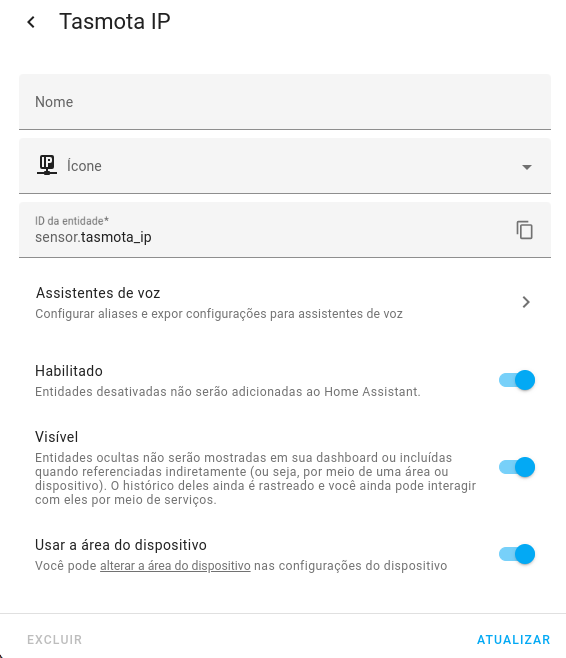 Tasmota IP
Nome
IP
Ícone
ID da entidade*
sensor.tasmota_ip
Assistentes de voz
Configurar aliases e expor configurações para assistentes de voz
Habilitado
Entidades desativadas não serão adicionadas ao Home Assistant.
Visível
Entidades ocultas não serão mostradas em sua dashboard ou incluídas
quando referenciadas indiretamente (ou seja, por meio de uma área ou
dispositivo). O histórico deles ainda é rastreado e você ainda pode interagir
com eles por meio de serviços.
Usar a área do dispositivo
Você pode alterar a área do dispositivo nas configurações do dispositivo
EXCLUIR
ATUALIZAR